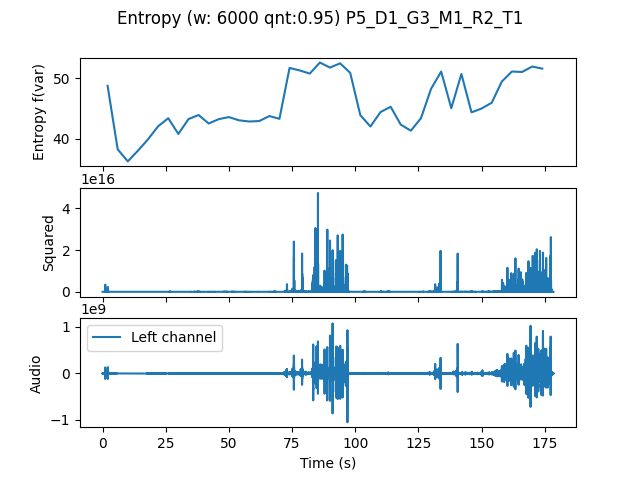 Entropy (w: 6000 qnt:0.95) P5_D1_G3_M1_R2_T1
Entropy f(var)
50
40
1e16
Squared
4
2
0
1e9
Left channel
Audio
1
0
−1
0 25 50 75 100 125 150 175
Time (s)